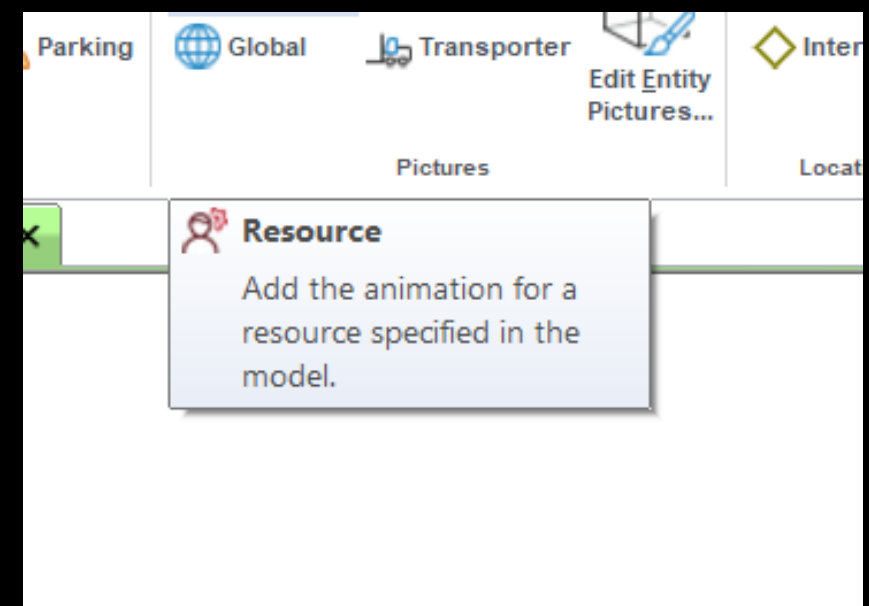 Parking
Global
Transporter
Edit Entity
Pictures...
Inter
Pictures
Locat
Resource
Add the animation for a
resource specified in the
model.